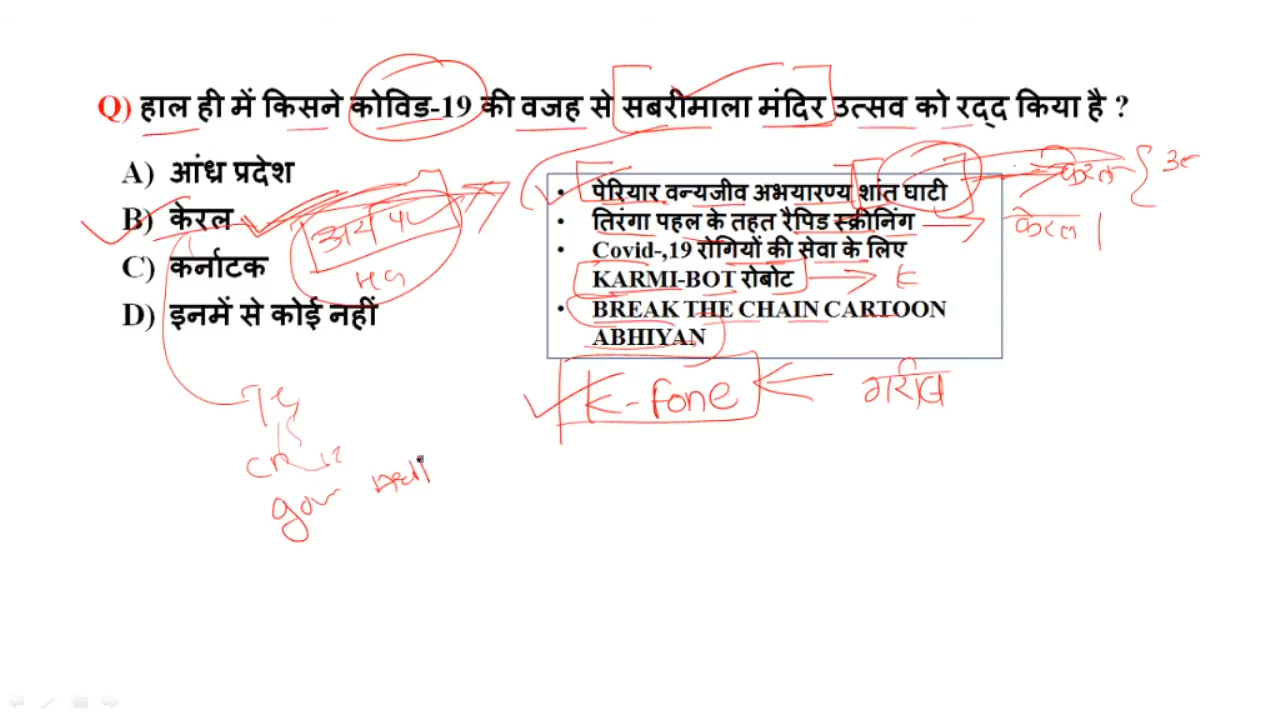 Q) हाल ही में किसने कोविड-19 की वजह से सबरीमाला मंदिर उत्सव को रद्द किया है ?
A) आंध्र प्रदेश
B) केरल
C) कर्नाटक
D) इनमें से कोई नहीं
• पेरियार वन्यजीव अभयारण्य शांत घाटी
• तिरंगा पहल के तहत रैपिड स्क्रीनिंग
• Covid-,19 रोगियों की सेवा के लिए
KARMI-BOT रोबोट
• BREAK THE CHAIN CARTOON
ABHIYAN
केरल
केरल
K
K-fone
गरीब
gov